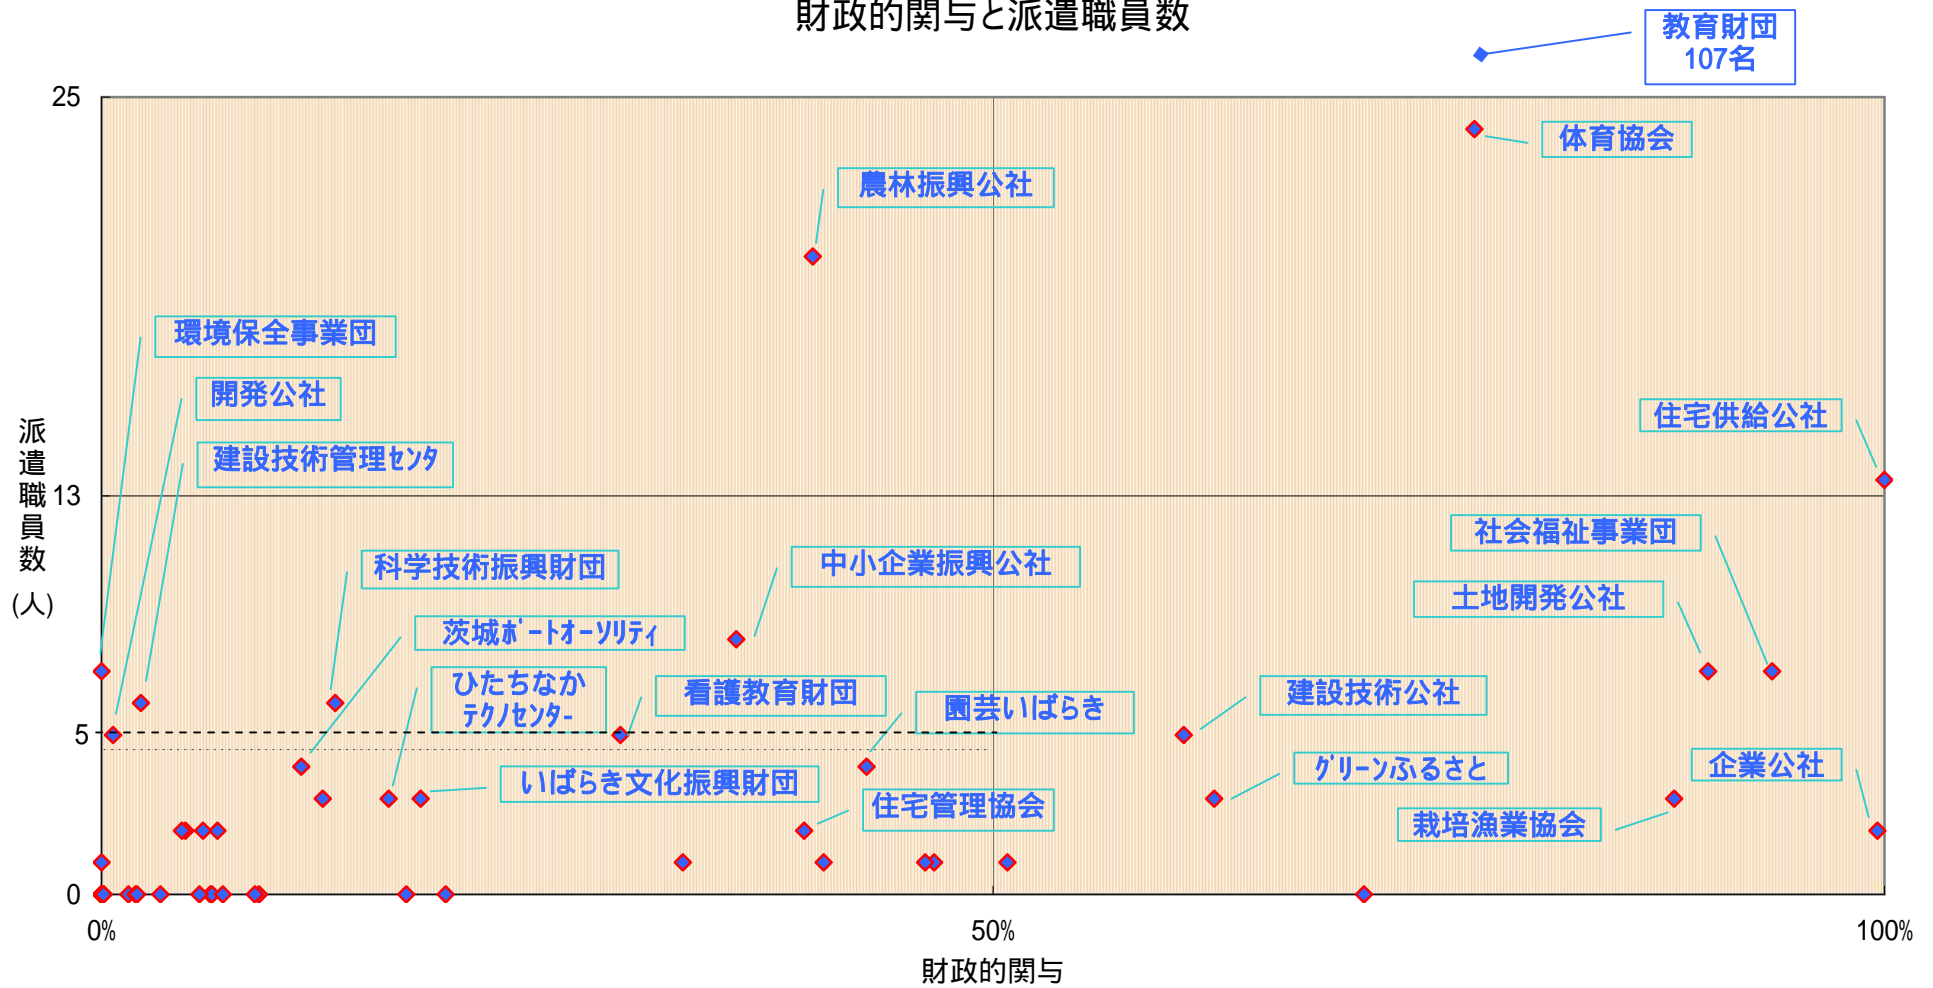 財政的関与と派遣職員数
教育財団
107名
25
体育協会
農林振興公社
環境保全事業団
開発公社
住宅供給公社
建設技術管理ｾﾝﾀ
派遣職員数
(人)
13
社会福祉事業団
科学技術振興財団
中小企業振興公社
土地開発公社
茨城ﾎﾟｰﾄｵｰｿﾘﾃｨ
ひたちなか
ﾃｸﾉｾﾝﾀｰ
看護教育財団
園芸いばらき
建設技術公社
5
いばらき文化振興財団
ｸﾞﾘｰﾝふるさと
企業公社
住宅管理協会
栽培漁業協会
0
0%
50%
100%
財政的関与